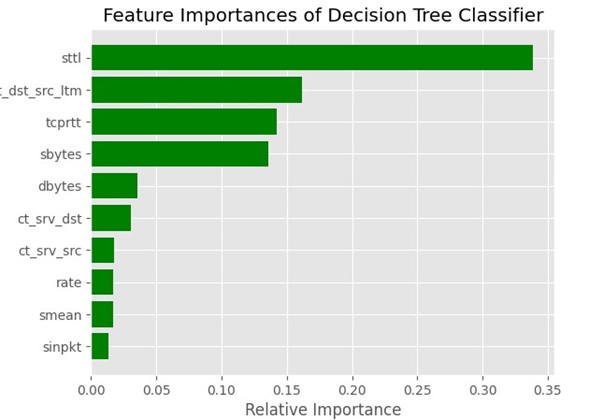 Feature Importances of Decision Tree Classifier
sttl
t_dst_src_ltm
tcprtt
sbytes
dbytes
ct_srv_dst
ct_srv_src
rate
smean
sinpkt
0.00 0.05 0.10 0.15 0.20 0.25 0.30 0.35
Relative Importance